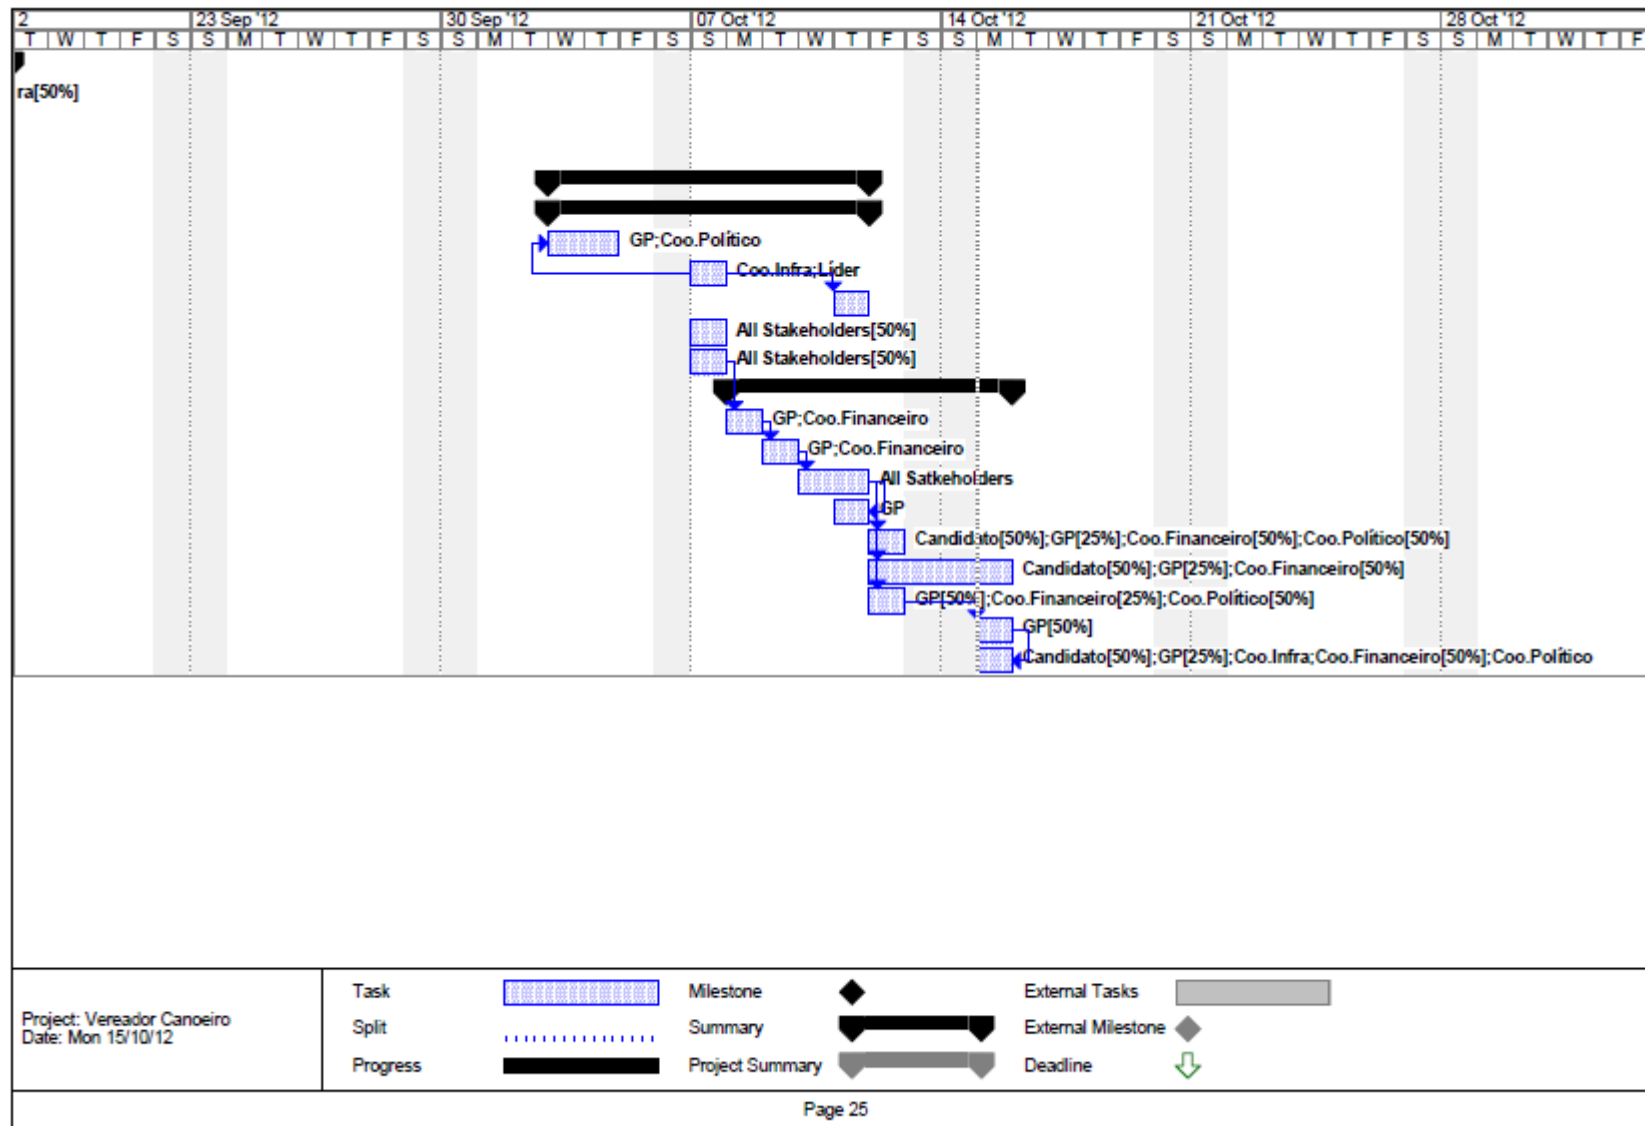 2 23 Sep '12 30 Sep '12 07 Oct '12 14 Oct '12 21 Oct '12 28 Oct '12
T W T F S S M T W T F S S M T W T F S S M T W T F S S M T W T F S S M T W T F S S M T W T F
ra[50%]
GP;Coo.Político
Coo.Infra;Líder
All Stakeholders[50%]
All Stakeholders[50%]
GP;Coo.Financeiro
GP;Coo.Financeiro
All Satkeholders
GP
Candidato[50%];GP[25%];Coo.Financeiro[50%];Coo.Político[50%]
Candidato[50%];GP[25%];Coo.Financeiro[50%]
GP[50%];Coo.Financeiro[25%];Coo.Político[50%]
GP[50%]
Candidato[50%];GP[25%];Coo.Infra;Coo.Financeiro[50%];Coo.Político
Project: Vereador Canoeiro
Date: Mon 15/10/12
Task Milestone External Tasks
Split Summary External Milestone
Progress Project Summary Deadline
Page 25